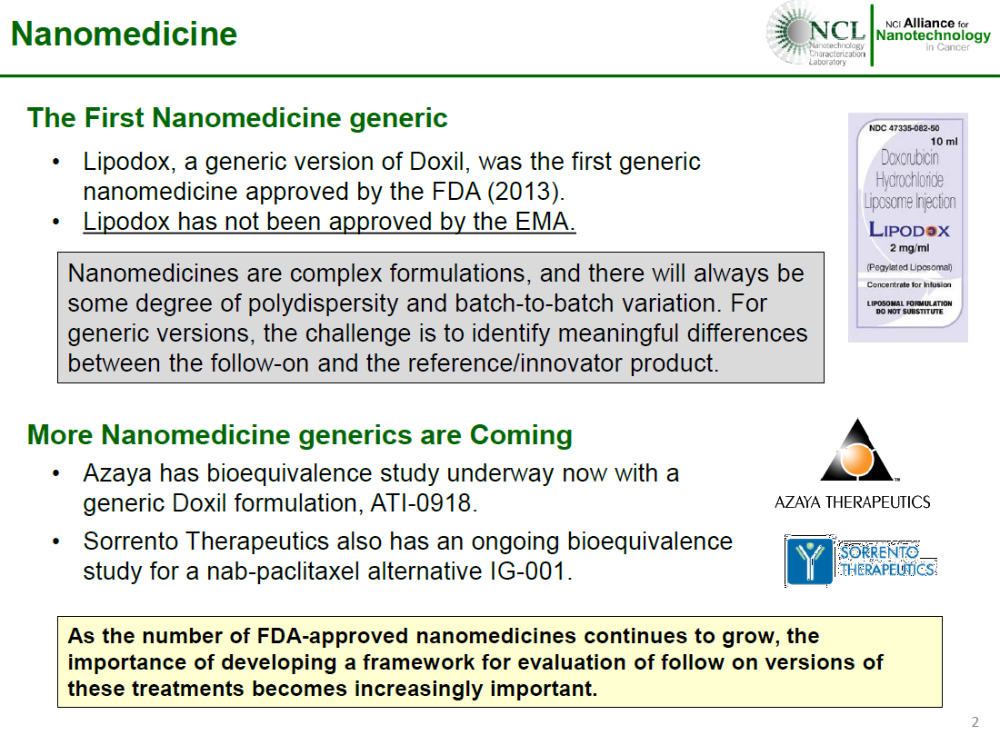 Nanomedicine
NCL
Nanotechnology
Characterization
Laboratory
NCI Alliance for
Nanotechnology
in Cancer
The First Nanomedicine generic
• Lipodox, a generic version of Doxil, was the first generic
nanomedicine approved by the FDA (2013).
• Lipodox has not been approved by the EMA.
NDC 47335-082-50
10 ml
Doxorubicin
Hydrochloride
Liposome Injection
LIPODOX
2 mg/ml
(Pegylated Liposomal)
Concentrate for Infusion
LIPOSOMAL FORMULATION
DO NOT SUBSTITUTE
Nanomedicines are complex formulations, and there will always be
some degree of polydispersity and batch-to-batch variation. For
generic versions, the challenge is to identify meaningful differences
between the follow-on and the reference/innovator product.
More Nanomedicine generics are Coming
• Azaya has bioequivalence study underway now with a
generic Doxil formulation, ATI-0918.
TM
AZAYA THERAPEUTICS
• Sorrento Therapeutics also has an ongoing bioequivalence
study for a nab-paclitaxel alternative IG-001.
SORRENTO
THERAPEUTICS
As the number of FDA-approved nanomedicines continues to grow, the
importance of developing a framework for evaluation of follow on versions of
these treatments becomes increasingly important.
2